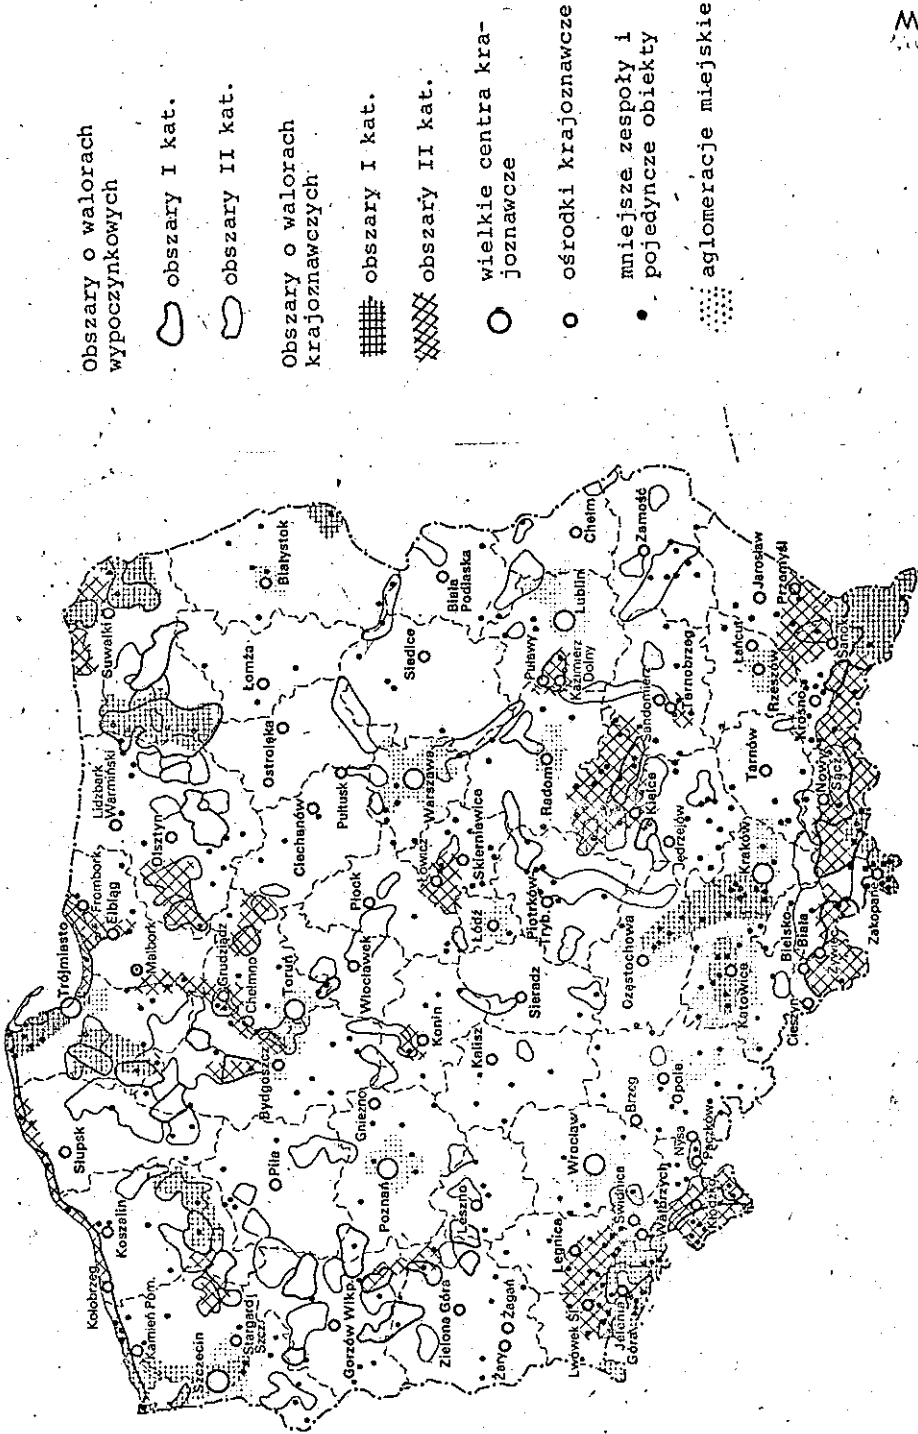 Obszary o walorach
wypoczynkowych
obszary I kat.
obszary II kat.
Obszary o walorach
krajoznawczych
obszary I kat.
obszary II kat.
wielkie centra kra-
joznawcze
ośrodki krajoznawcze
mniejsze zespoły i
pojedyncze obiekty
aglomeracje miejskie
Kołobrzeg
Koszalin
Słupsk
Trójmiasto
Frombork
Elbląg
Lidzbark
Warmiński
Suwałki
Kamień Pom.
Szczecin
Stargard
Szcz.
Malbork
Olsztyn
Grudziądz
Chełmno
Toruń
Bydgoszcz
Piła
Łomża
Białystok
Ostrołęka
Ciechanów
Pułtusk
Gorzów Wlkp.
Poznań
Gniezno
Włocławek
Płock
Konin
Warszawa
Siedlce
Biała
Podlaska
Zielona Góra
Żary
Żagań
Leszno
Kalisz
Sieradz
Łódź
Łowicz
Skierniewice
Piotrków
Tryb.
Radom
Puławy
Kazimierz
Dolny
Lublin
Chełm
Zamość
Legnica
Lwówek Śl.
Jelenia
Góra
Świdnica
Wałbrzych
Wrocław
Brzeg
Opole
Nysa
Paczków
Kłodzko
Częstochowa
Katowice
Kielce
Jędrzejów
Sandomierz
Tarnobrzeg
Kraków
Tarnów
Rzeszów
Łańcut
Jarosław
Przemyśl
Krosno
Sanok
Nowy
Sącz
Bielsko-
Biała
Cieszyn
Żywiec
Zakopane